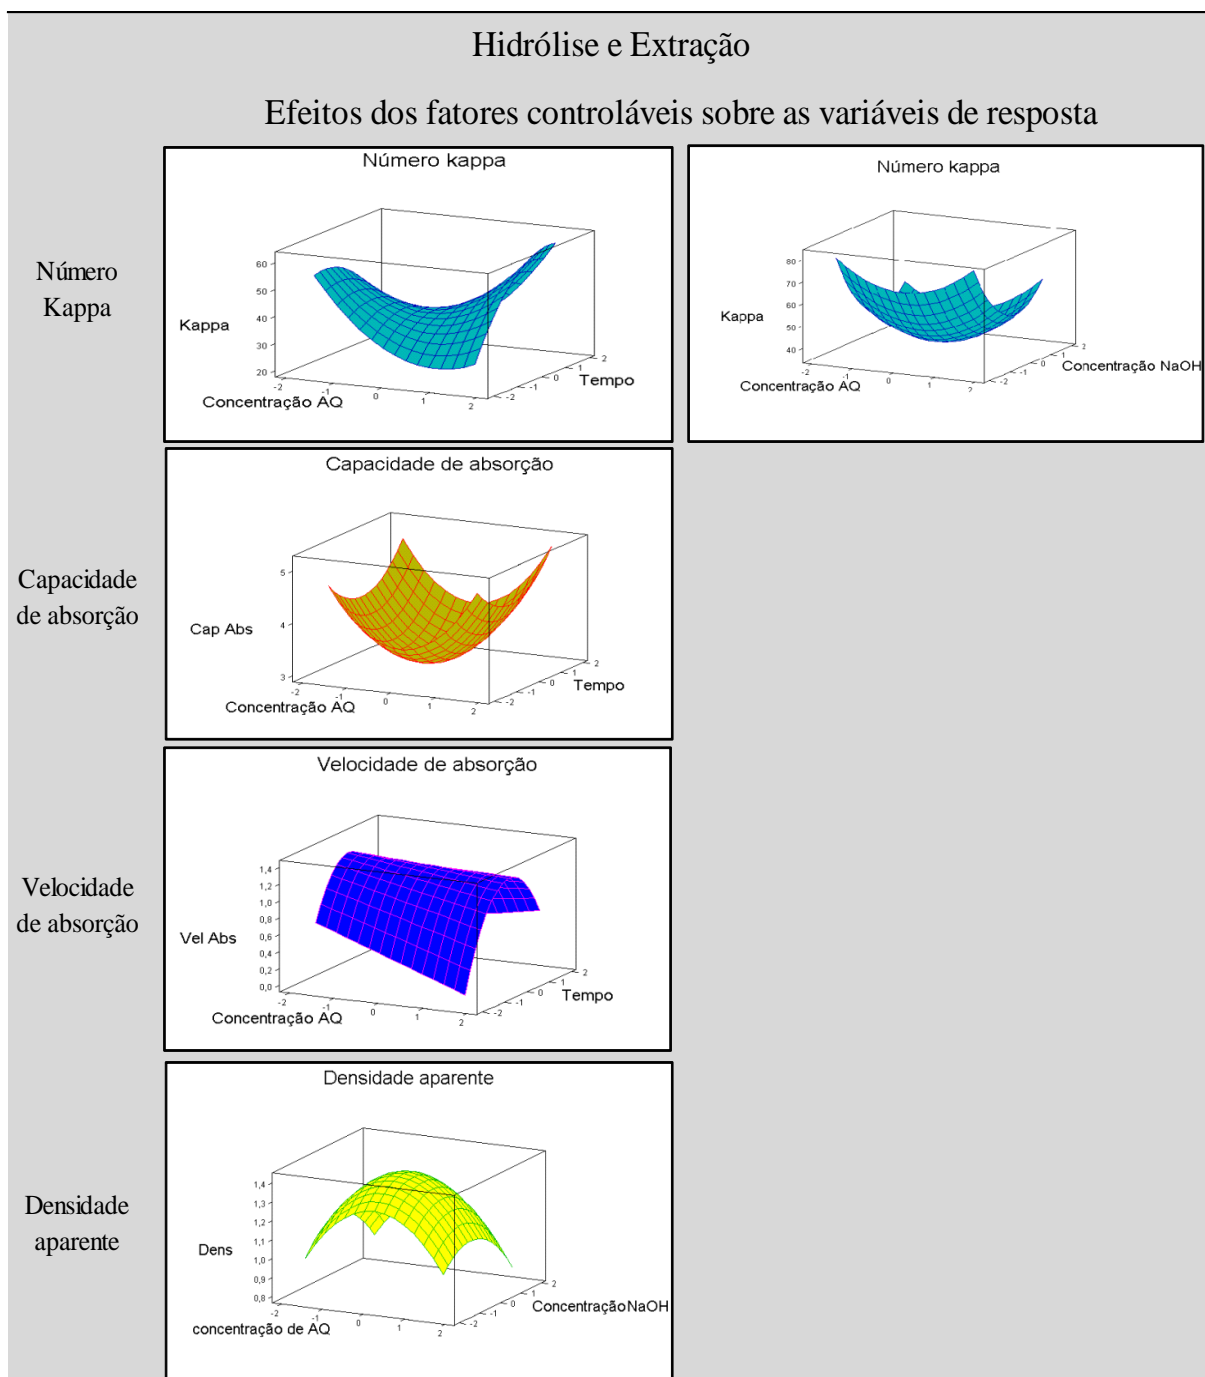 Hidrólise e Extração
Efeitos dos fatores controláveis sobre as variáveis de resposta
Número
Kappa
Número kappa
60
50
40
30
20
Kappa
-2
-1
0
1
2
Concentração AQ
-2
-1
0
1
2
Tempo
Número kappa
80
70
60
50
40
Kappa
-2
-1
0
1
2
Concentração AQ
-2
-1
0
1
2
Concentração NaOH
Capacidade
de absorção
Capacidade de absorção
5
4
3
Cap Abs
-2
-1
0
1
2
Concentração AQ
-2
-1
0
1
2
Tempo
Velocidade
de absorção
Velocidade de absorção
1,4
1,2
1,0
0,8
0,6
0,4
0,2
0,0
Vel Abs
-2
-1
0
1
2
Concentração AQ
-2
-1
0
1
2
Tempo
Densidade
aparente
Densidade aparente
1,4
1,3
1,2
1,1
1,0
0,9
0,8
Dens
-2
-1
0
1
2
concentração de AQ
-2
-1
0
1
2
ConcentraçãoNaOH